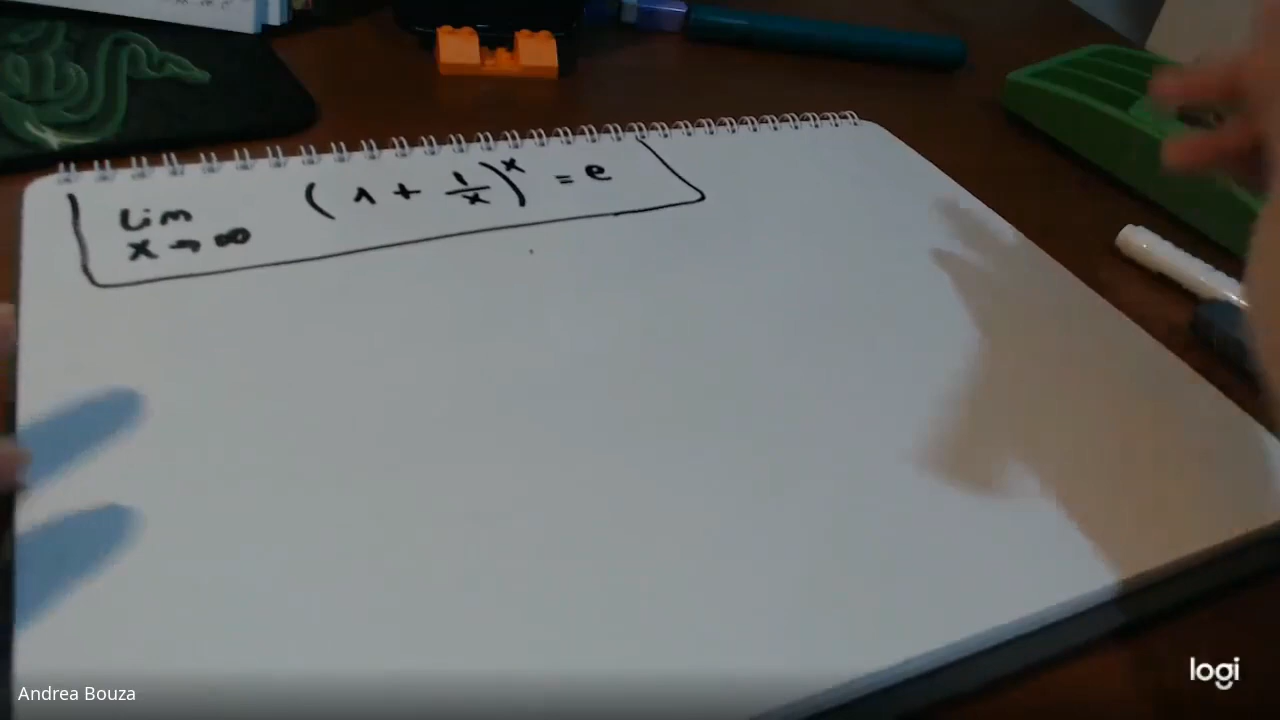 lim
x → ∞ (1 + 1/x)^x = e
logi
Andrea Bouza